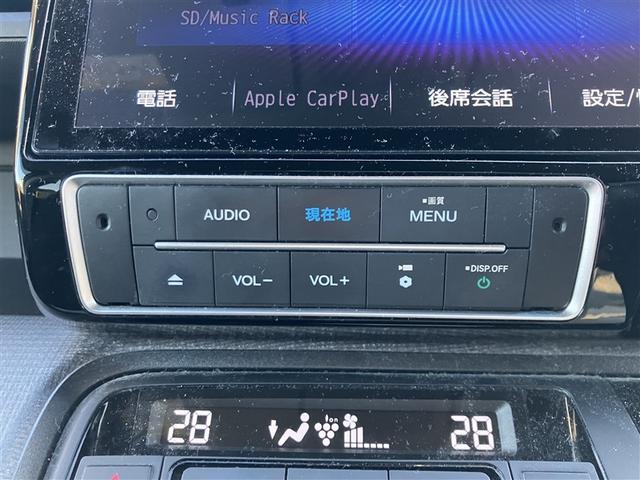 SD/Music Rack
電話 Apple CarPlay 後席会話 設定/
AUDIO 現在地 ■画質 MENU
VOL− VOL+ ■DISP.OFF
28 ion 28